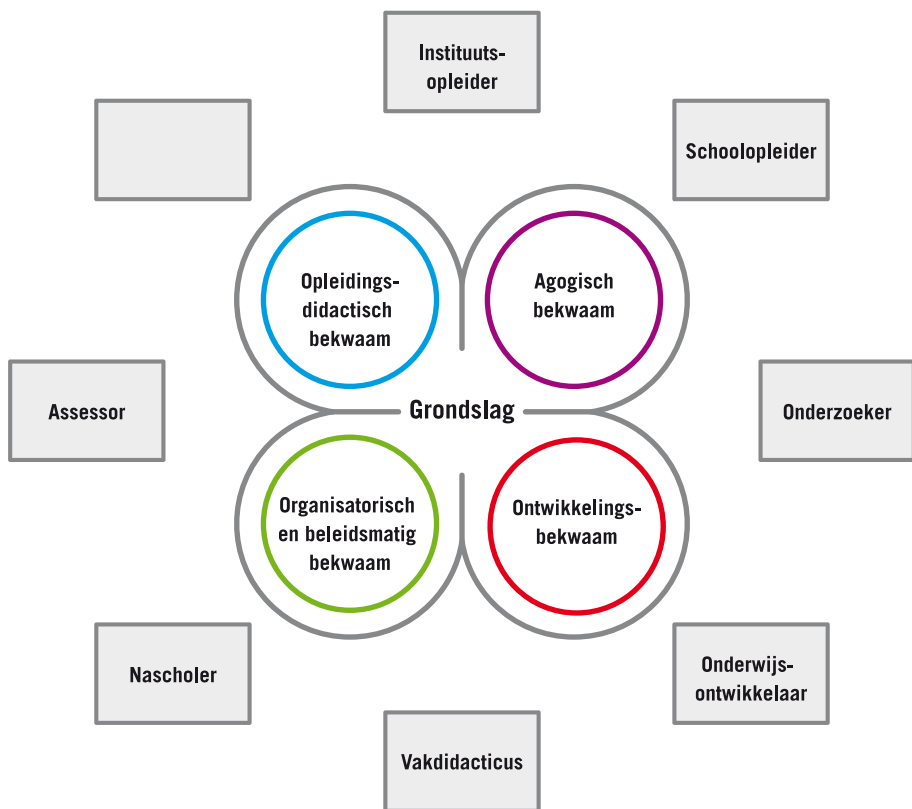 Instituuts-
opleider
Schoolopleider
Opleidings-
didactisch
bekwaam
Agogisch
bekwaam
Assessor
Grondslag
Onderzoeker
Organisatorisch
en beleidsmatig
bekwaam
Ontwikkelings-
bekwaam
Nascholer
Onderwijs-
ontwikkelaar
Vakdidacticus